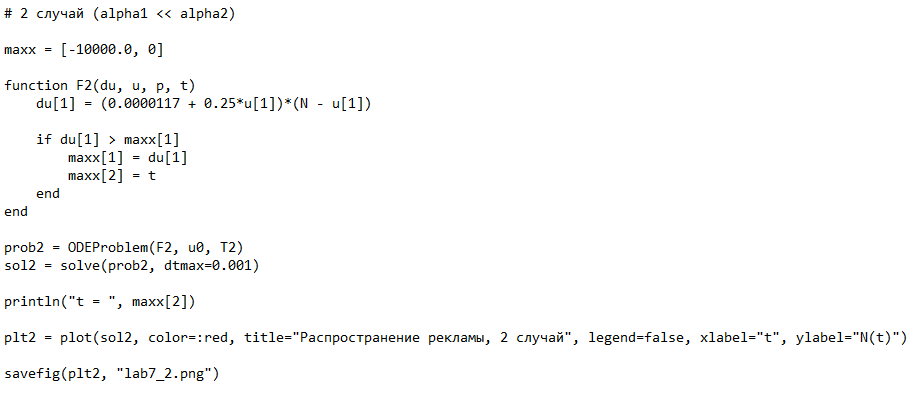 # 2 случай (alpha1 << alpha2)
maxx = [-10000.0, 0]
function F2(du, u, p, t)
    du[1] = (0.0000117 + 0.25*u[1])*(N - u[1])
    if du[1] > maxx[1]
        maxx[1] = du[1]
        maxx[2] = t
    end
end
prob2 = ODEProblem(F2, u0, T2)
sol2 = solve(prob2, dtmax=0.001)
println("t = ", maxx[2])
plt2 = plot(sol2, color=:red, title="Распространение рекламы, 2 случай", legend=false, xlabel="t", ylabel="N(t)")
savefig(plt2, "lab7_2.png")